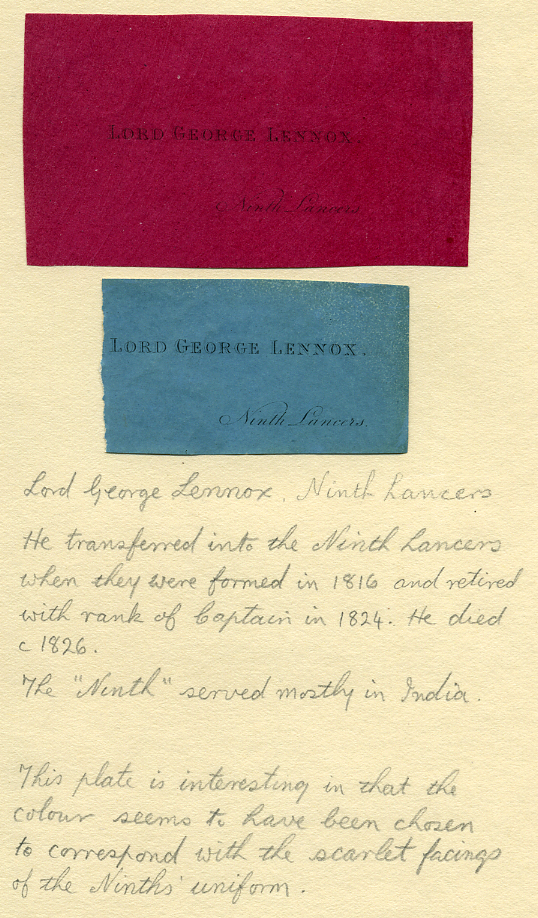 LORD GEORGE LENNOX.
Ninth Lancers
LORD GEORGE LENNOX.
Ninth Lancers.
Lord George Lennox. Ninth Lancers
He transferred into the Ninth Lancers
when they were formed in 1816 and retired
with rank of Captain in 1824. He died
c 1826.
The "Ninth" served mostly in India.
This plate is interesting in that the
colour seems to have been chosen
to correspond with the scarlet facings
of the Ninths' uniform.